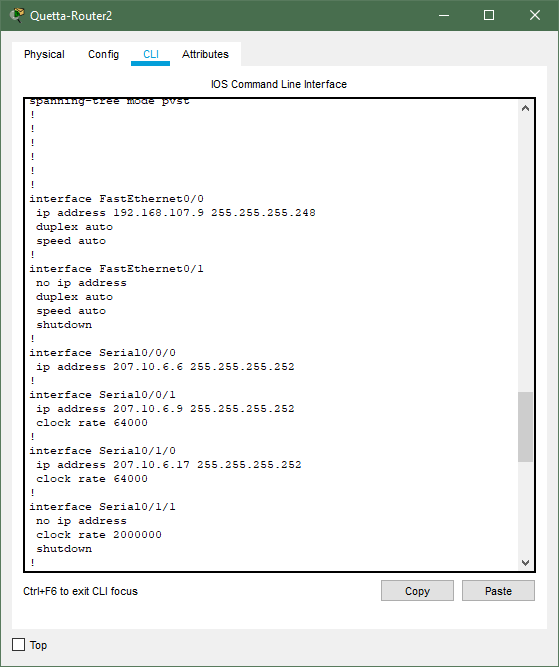 Quetta-Router2
Physical Config CLI Attributes
IOS Command Line Interface
spanning-tree mode pvst
!
!
!
!
!
!
interface FastEthernet0/0
 ip address 192.168.107.9 255.255.255.248
 duplex auto
 speed auto
!
interface FastEthernet0/1
 no ip address
 duplex auto
 speed auto
 shutdown
!
interface Serial0/0/0
 ip address 207.10.6.6 255.255.255.252
!
interface Serial0/0/1
 ip address 207.10.6.9 255.255.255.252
 clock rate 64000
!
interface Serial0/1/0
 ip address 207.10.6.17 255.255.255.252
 clock rate 64000
!
interface Serial0/1/1
 no ip address
 clock rate 2000000
 shutdown
!
Ctrl+F6 to exit CLI focus
Copy Paste
Top